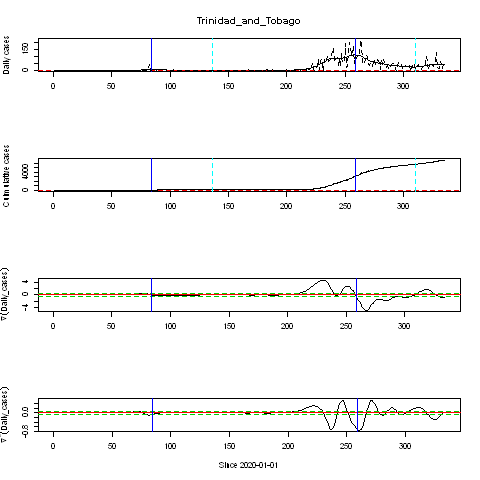 Trinidad_and_Tobago
Daily cases
0 150
0 50 100 150 200 250 300
Cumulative cases
0 4000
0 50 100 150 200 250 300
∇(Daily_cases)
-4 0 4
0 50 100 150 200 250 300
∇²(Daily_cases)
-0.8 0.0
0 50 100 150 200 250 300
Since 2020-01-01